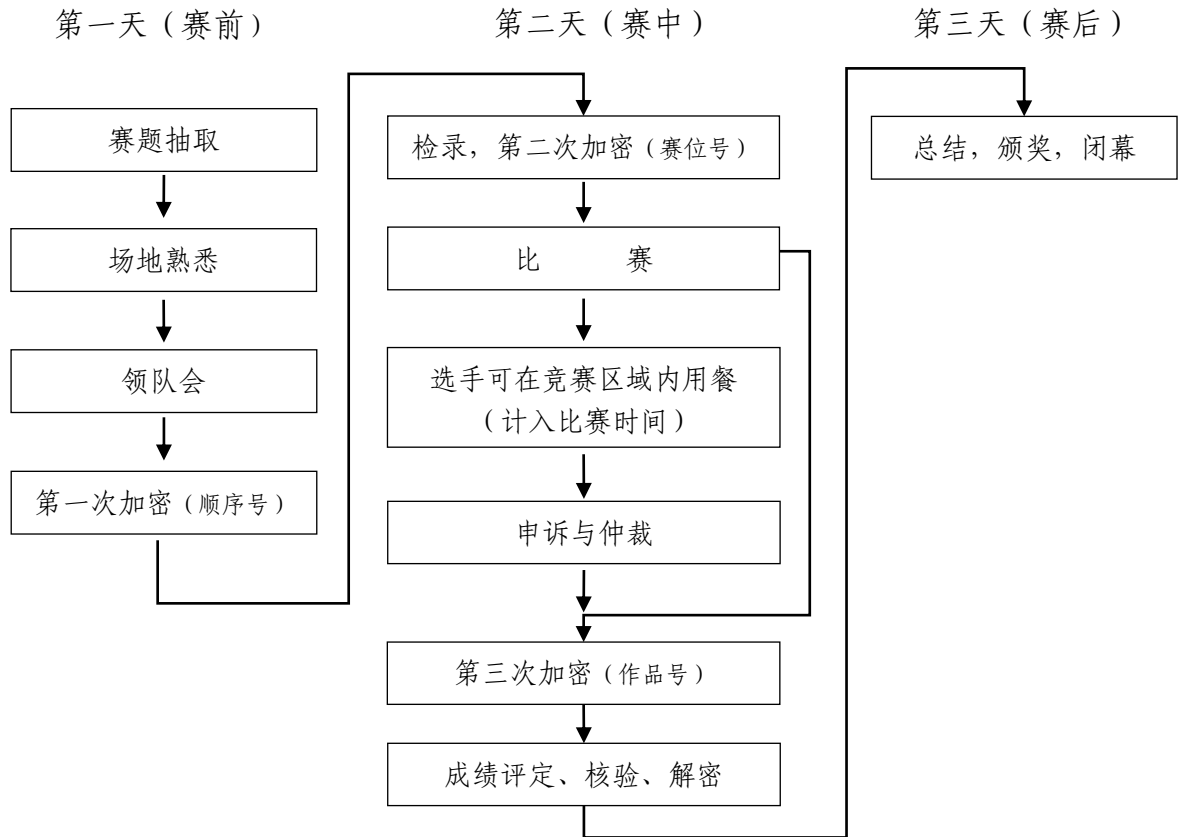 第一天（赛前）
赛题抽取
场地熟悉
领队会
第一次加密（顺序号）
第二天（赛中）
检录，第二次加密（赛位号）
比 赛
选手可在竞赛区域内用餐
（计入比赛时间）
申诉与仲裁
第三次加密（作品号）
成绩评定、核验、解密
第三天（赛后）
总结，颁奖，闭幕